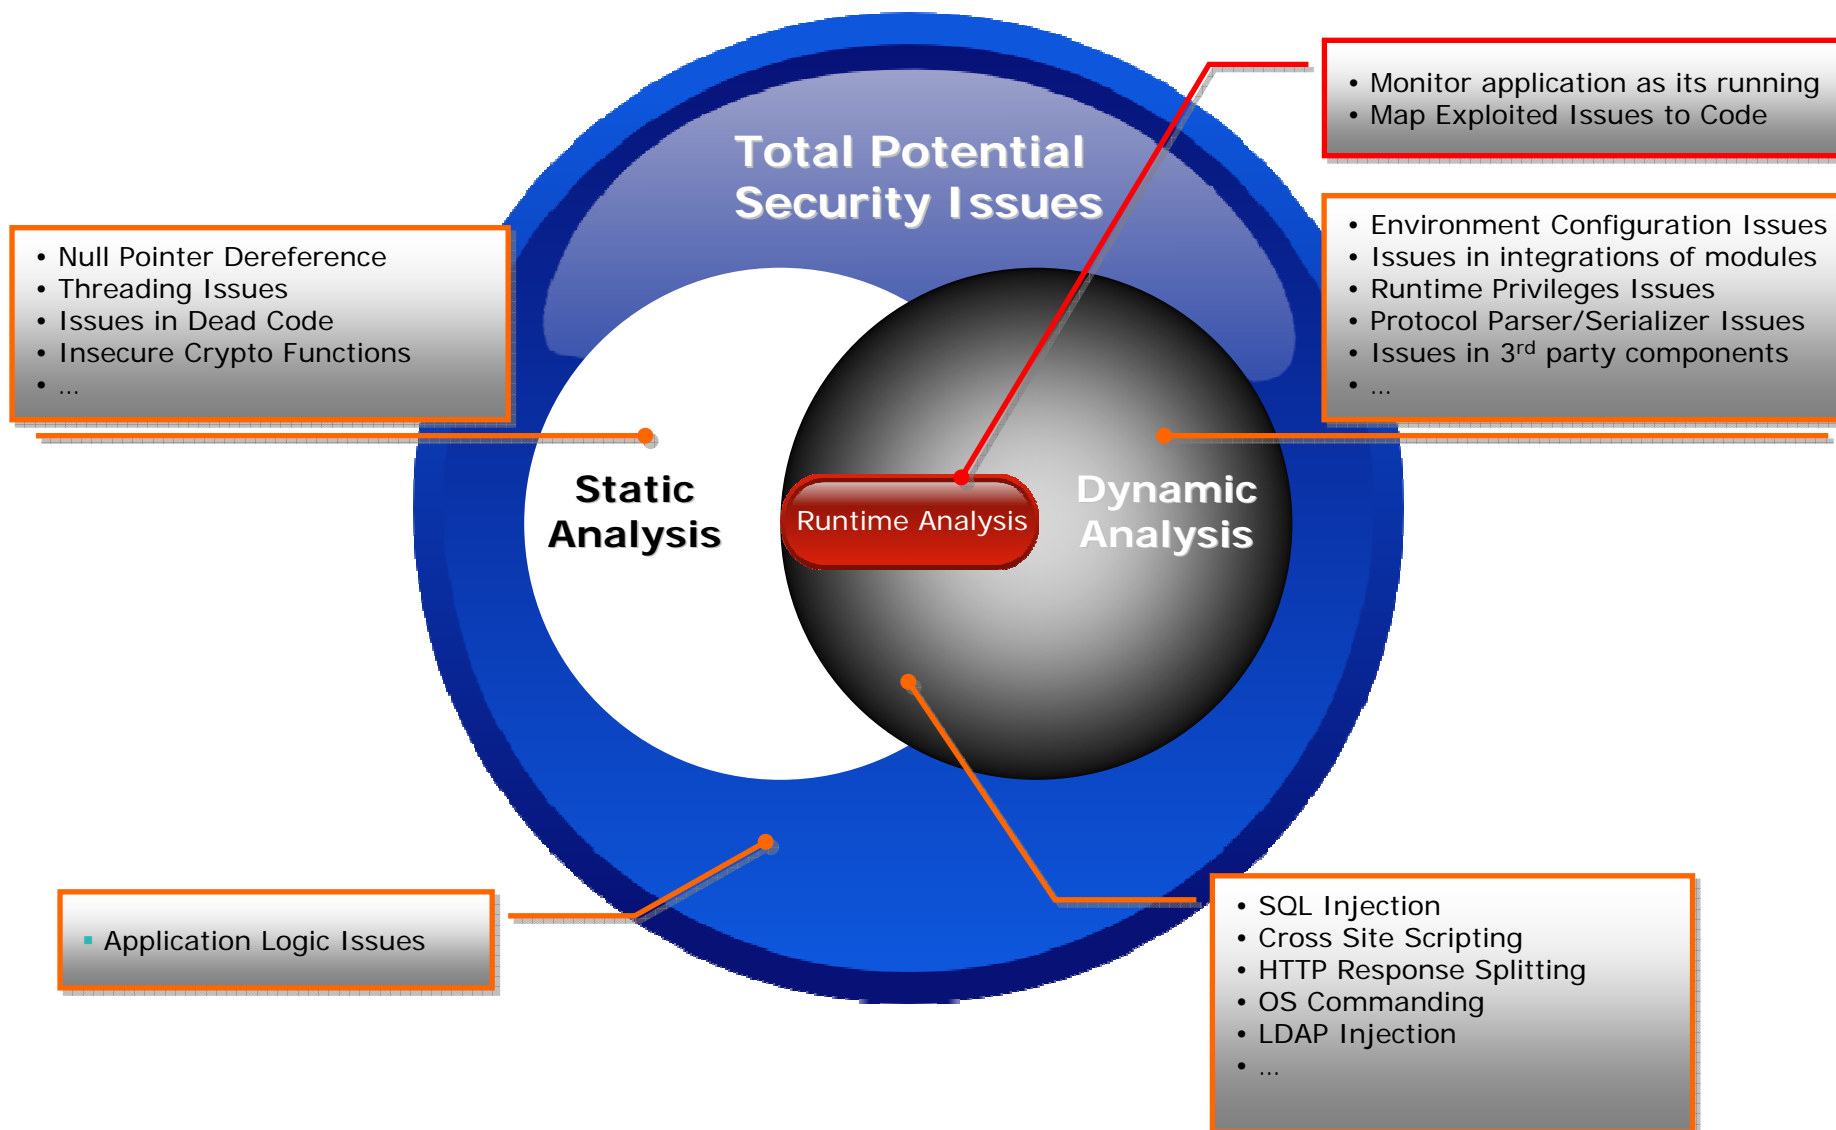 Total Potential
Security Issues
• Monitor application as its running
• Map Exploited Issues to Code
• Null Pointer Dereference
• Threading Issues
• Issues in Dead Code
• Insecure Crypto Functions
• ...
• Environment Configuration Issues
• Issues in integrations of modules
• Runtime Privileges Issues
• Protocol Parser/Serializer Issues
• Issues in 3rd party components
• ...
Static
Analysis
Runtime Analysis
Dynamic
Analysis
▪ Application Logic Issues
• SQL Injection
• Cross Site Scripting
• HTTP Response Splitting
• OS Commanding
• LDAP Injection
• ...